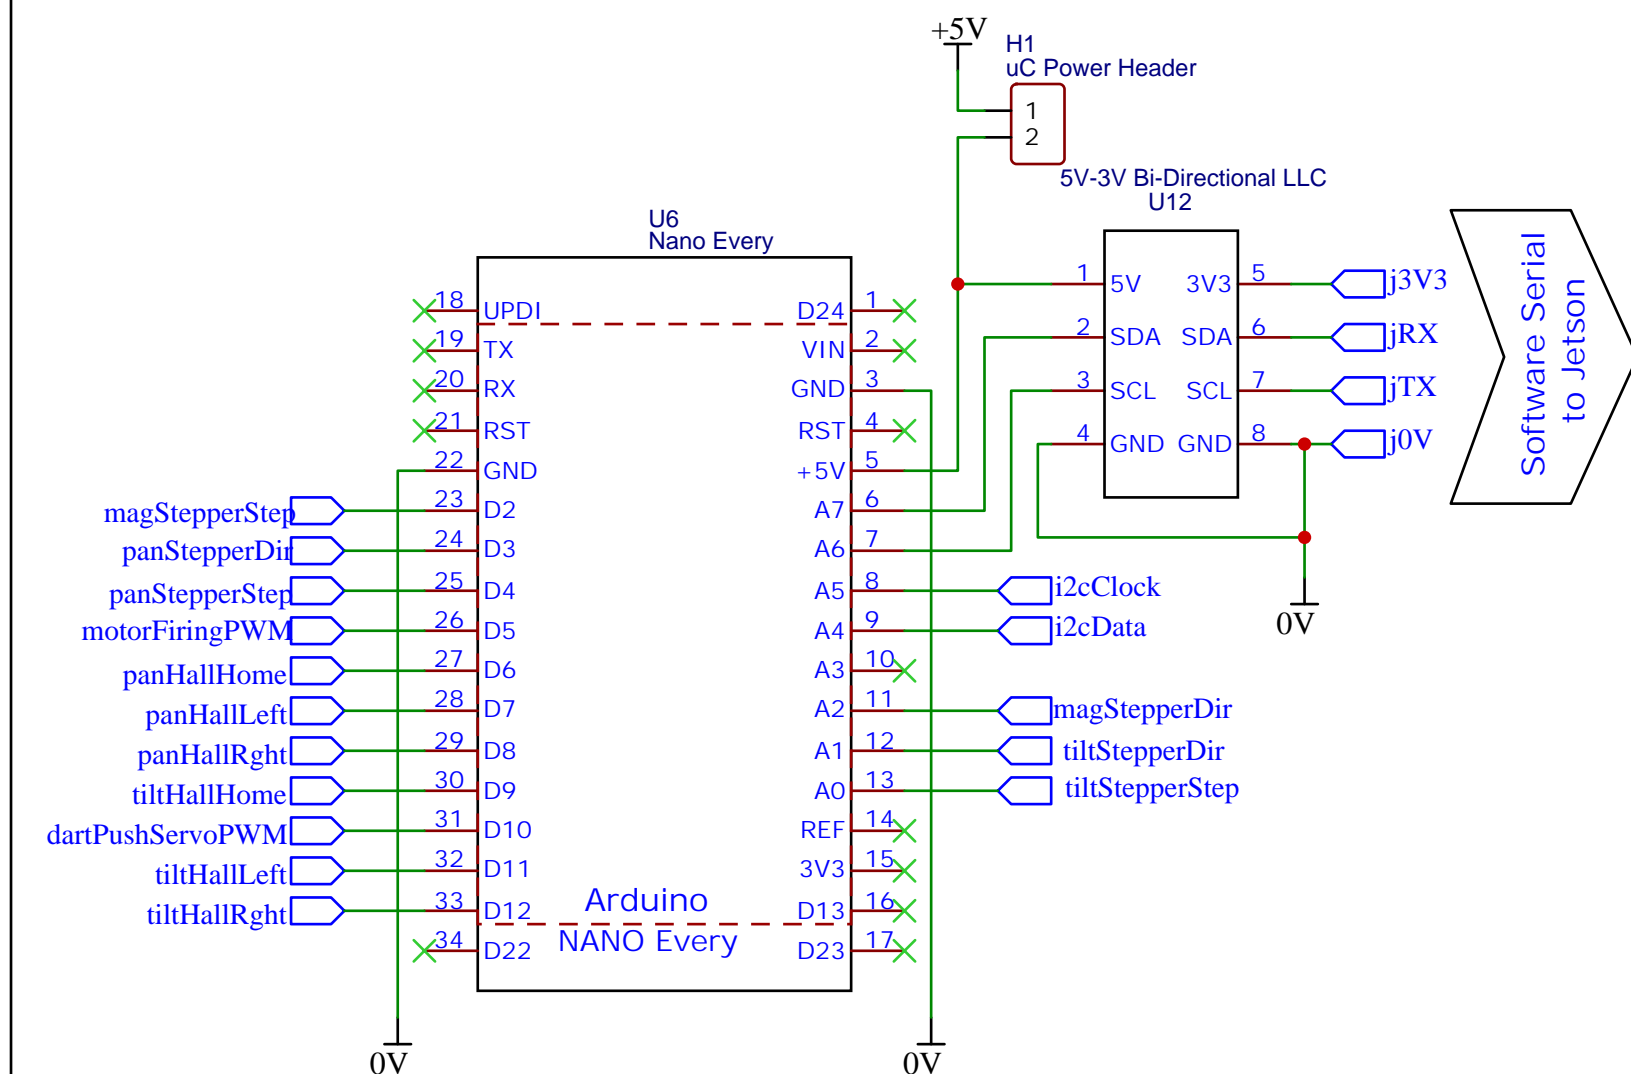 +5V
H1
uC Power Header
1
2
5V-3V Bi-Directional LLC
U12
1 5V 3V3 5 j3V3
2 SDA SDA 6 jRX
3 SCL SCL 7 jTX
4 GND GND 8 j0V
0V
Software Serial
to Jetson
U6
Nano Every
18 UPDI D24 1
19 TX VIN 2
20 RX GND 3
21 RST RST 4
22 GND +5V 5
magStepperStep 23 D2 A7 6
panStepperDir 24 D3 A6 7
panStepperStep 25 D4 A5 8 i2cClock
motorFiringPWM 26 D5 A4 9 i2cData
panHallHome 27 D6 A3 10
panHallLeft 28 D7 A2 11 magStepperDir
panHallRght 29 D8 A1 12 tiltStepperDir
tiltHallHome 30 D9 A0 13 tiltStepperStep
dartPushServoPWM 31 D10 REF 14
tiltHallLeft 32 D11 3V3 15
tiltHallRght 33 D12 D13 16
34 D22 D23 17
Arduino
NANO Every
0V
0V